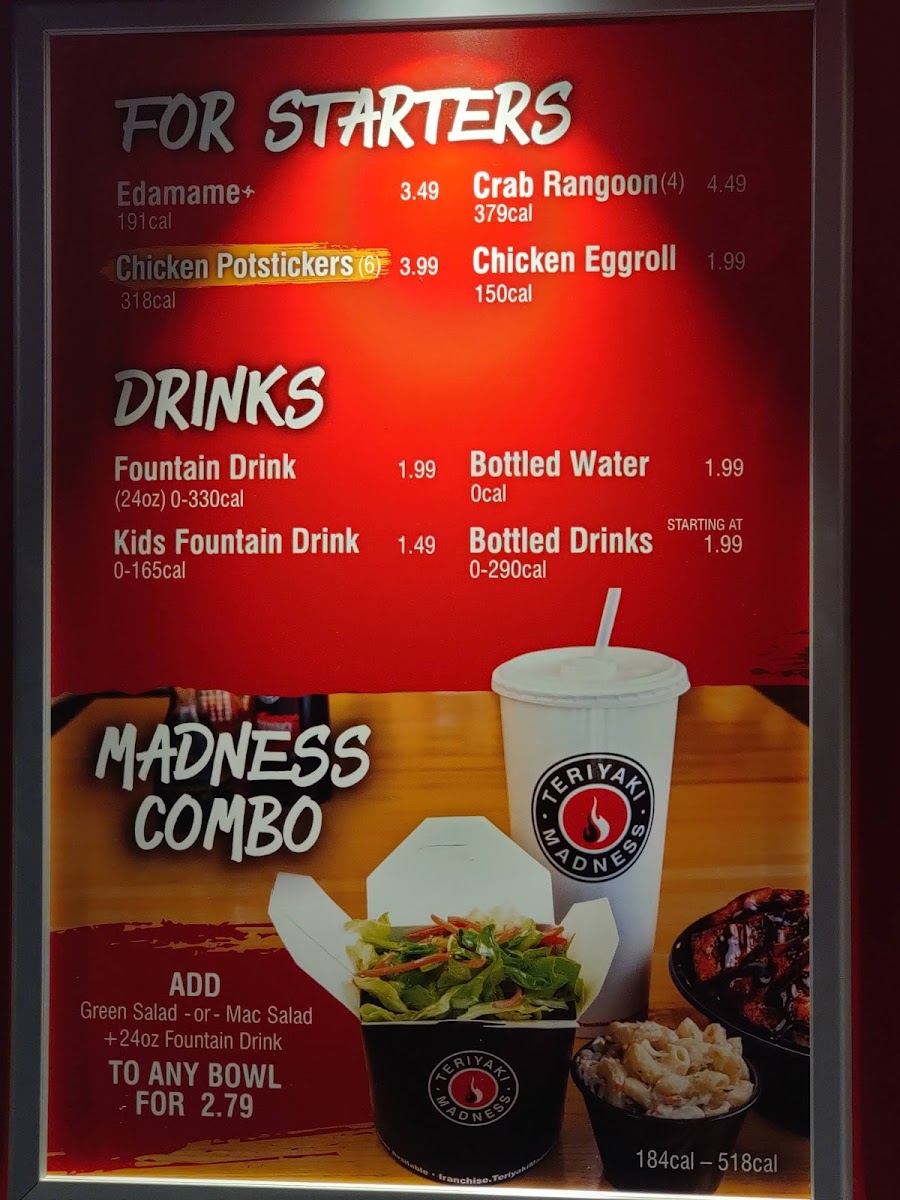 FOR STARTERS
Edamame+ 3.49
191cal
Crab Rangoon(4) 4.49
379cal
Chicken Potstickers (6) 3.99
318cal
Chicken Eggroll 1.99
150cal
DRINKS
Fountain Drink 1.99
(24oz) 0-330cal
Bottled Water 1.99
0cal
Kids Fountain Drink 1.49
0-165cal
STARTING AT
Bottled Drinks 1.99
0-290cal
MADNESS
COMBO
TERIYAKI
MADNESS
ADD
Green Salad -or- Mac Salad
+24oz Fountain Drink
TO ANY BOWL
FOR 2.79
TERIYAKI
MADNESS
184cal – 518cal